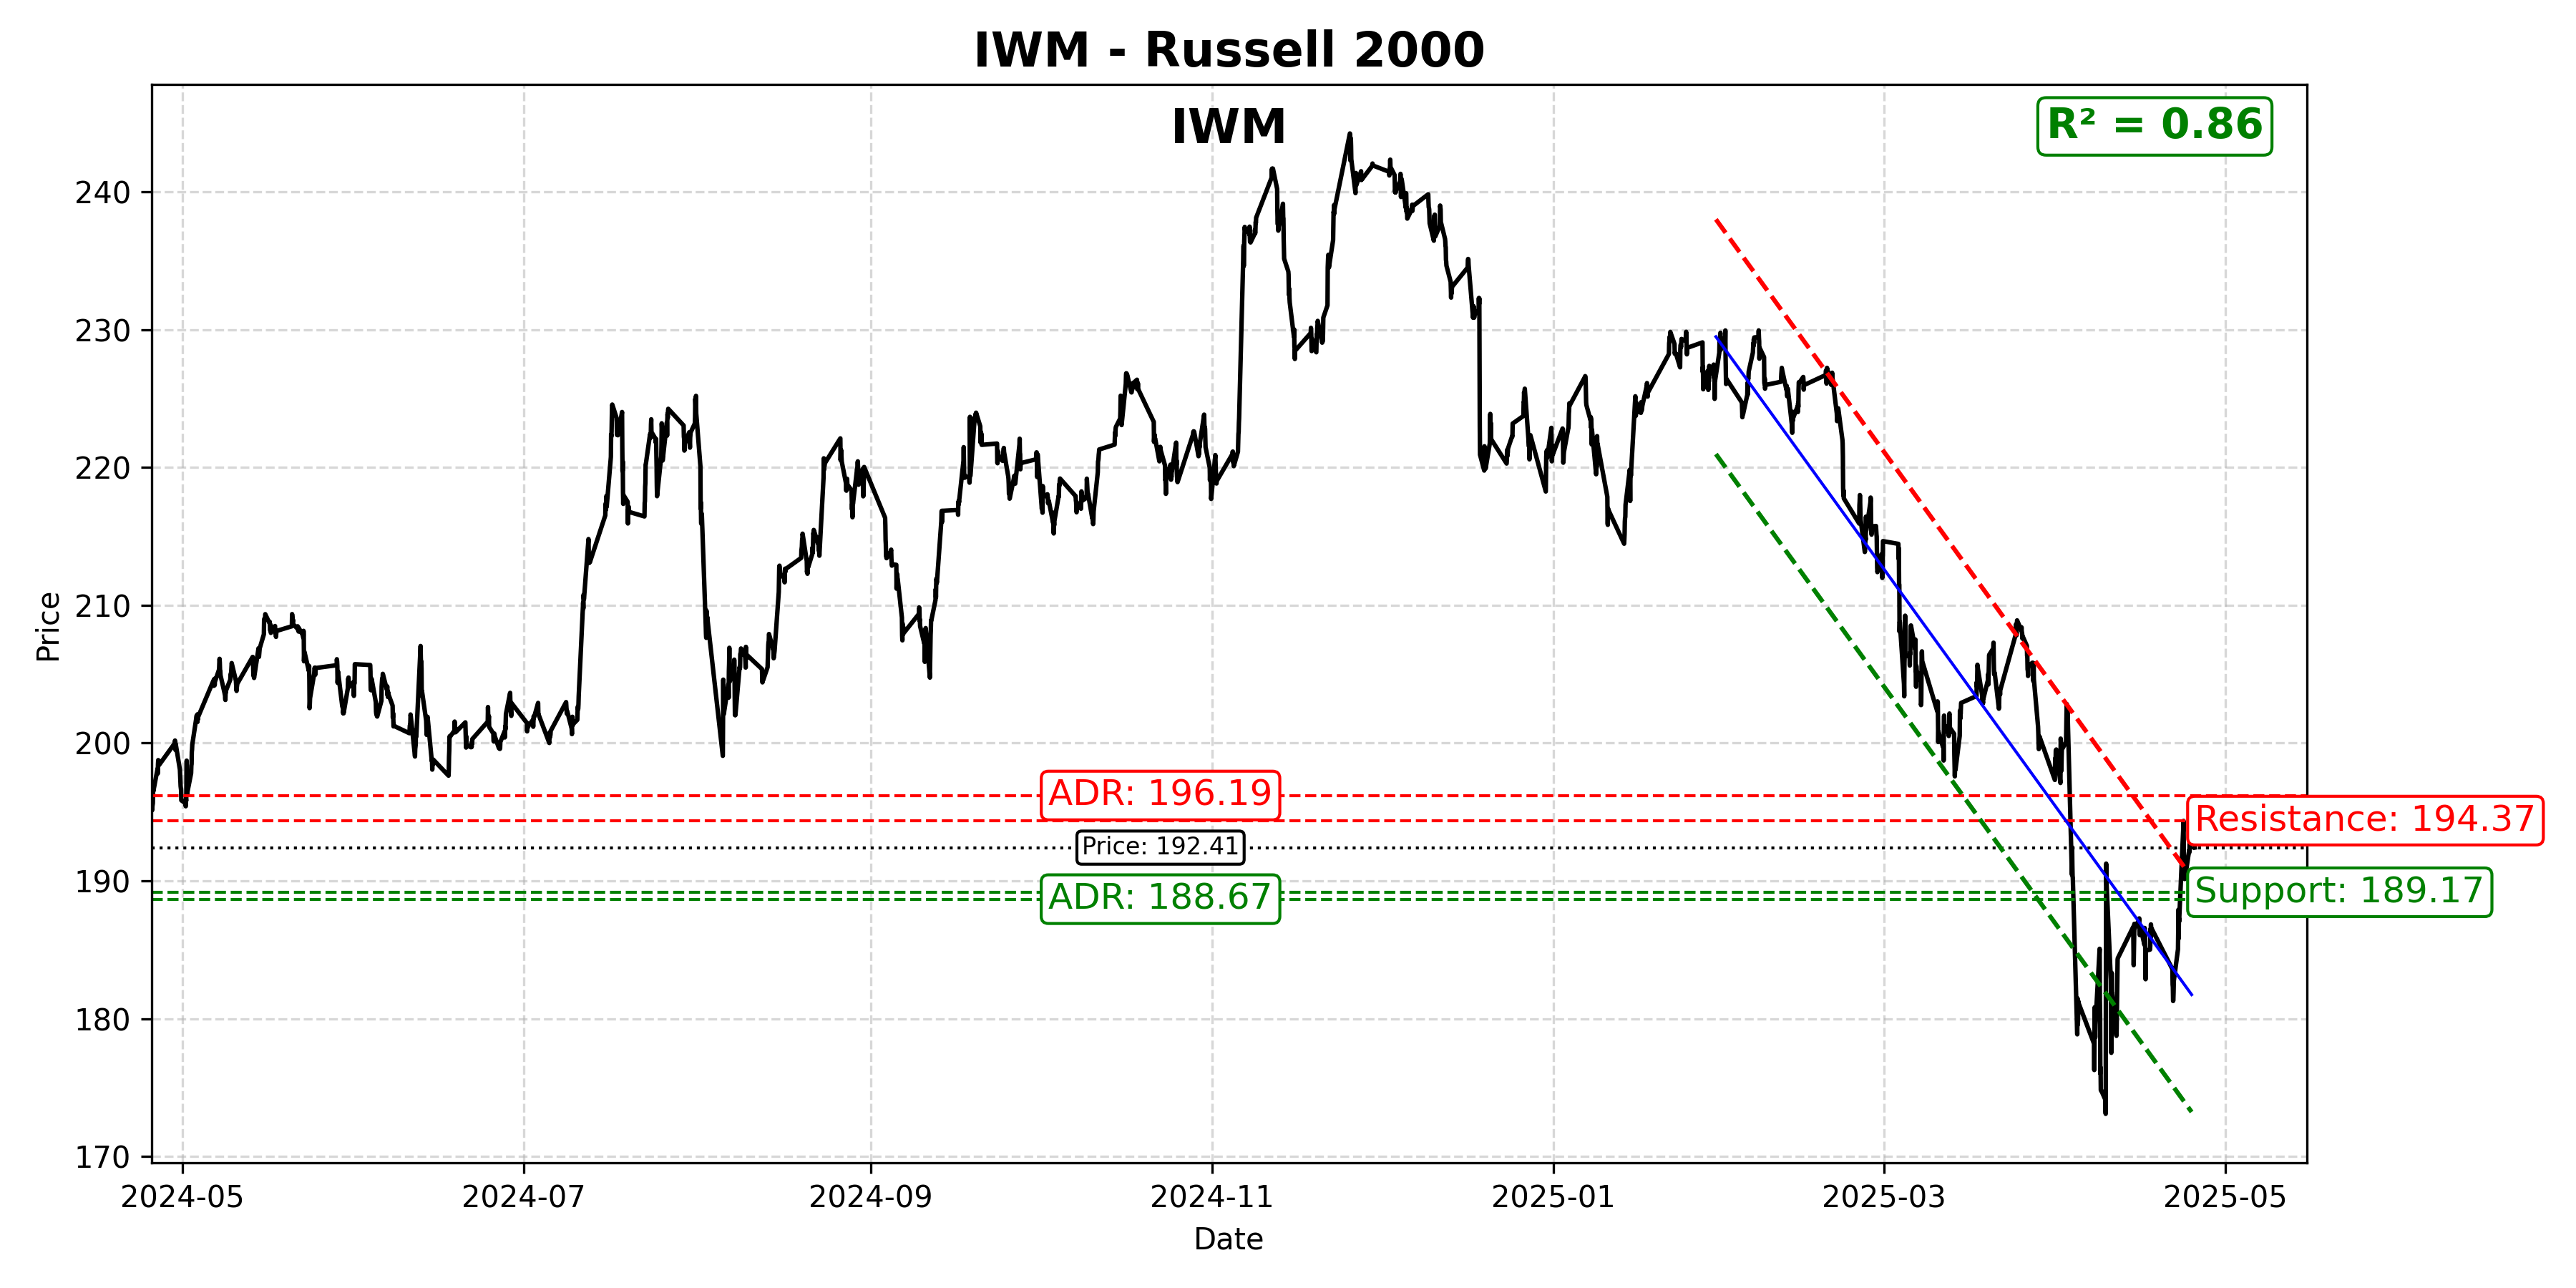 IWM - Russell 2000
IWM
R² = 0.86
240
230
220
210
200
190
180
170
Price
ADR: 196.19
Resistance: 194.37
Price: 192.41
ADR: 188.67
Support: 189.17
2024-05
2024-07
2024-09
2024-11
2025-01
2025-03
2025-05
Date